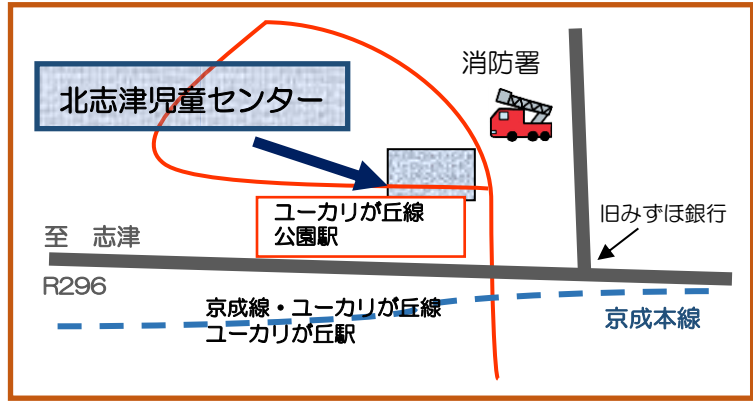 消防署
北志津児童センター
ユーカリが丘線
公園駅
旧みずほ銀行
至　志津
R296
京成線・ユーカリが丘線
ユーカリが丘駅
京成本線